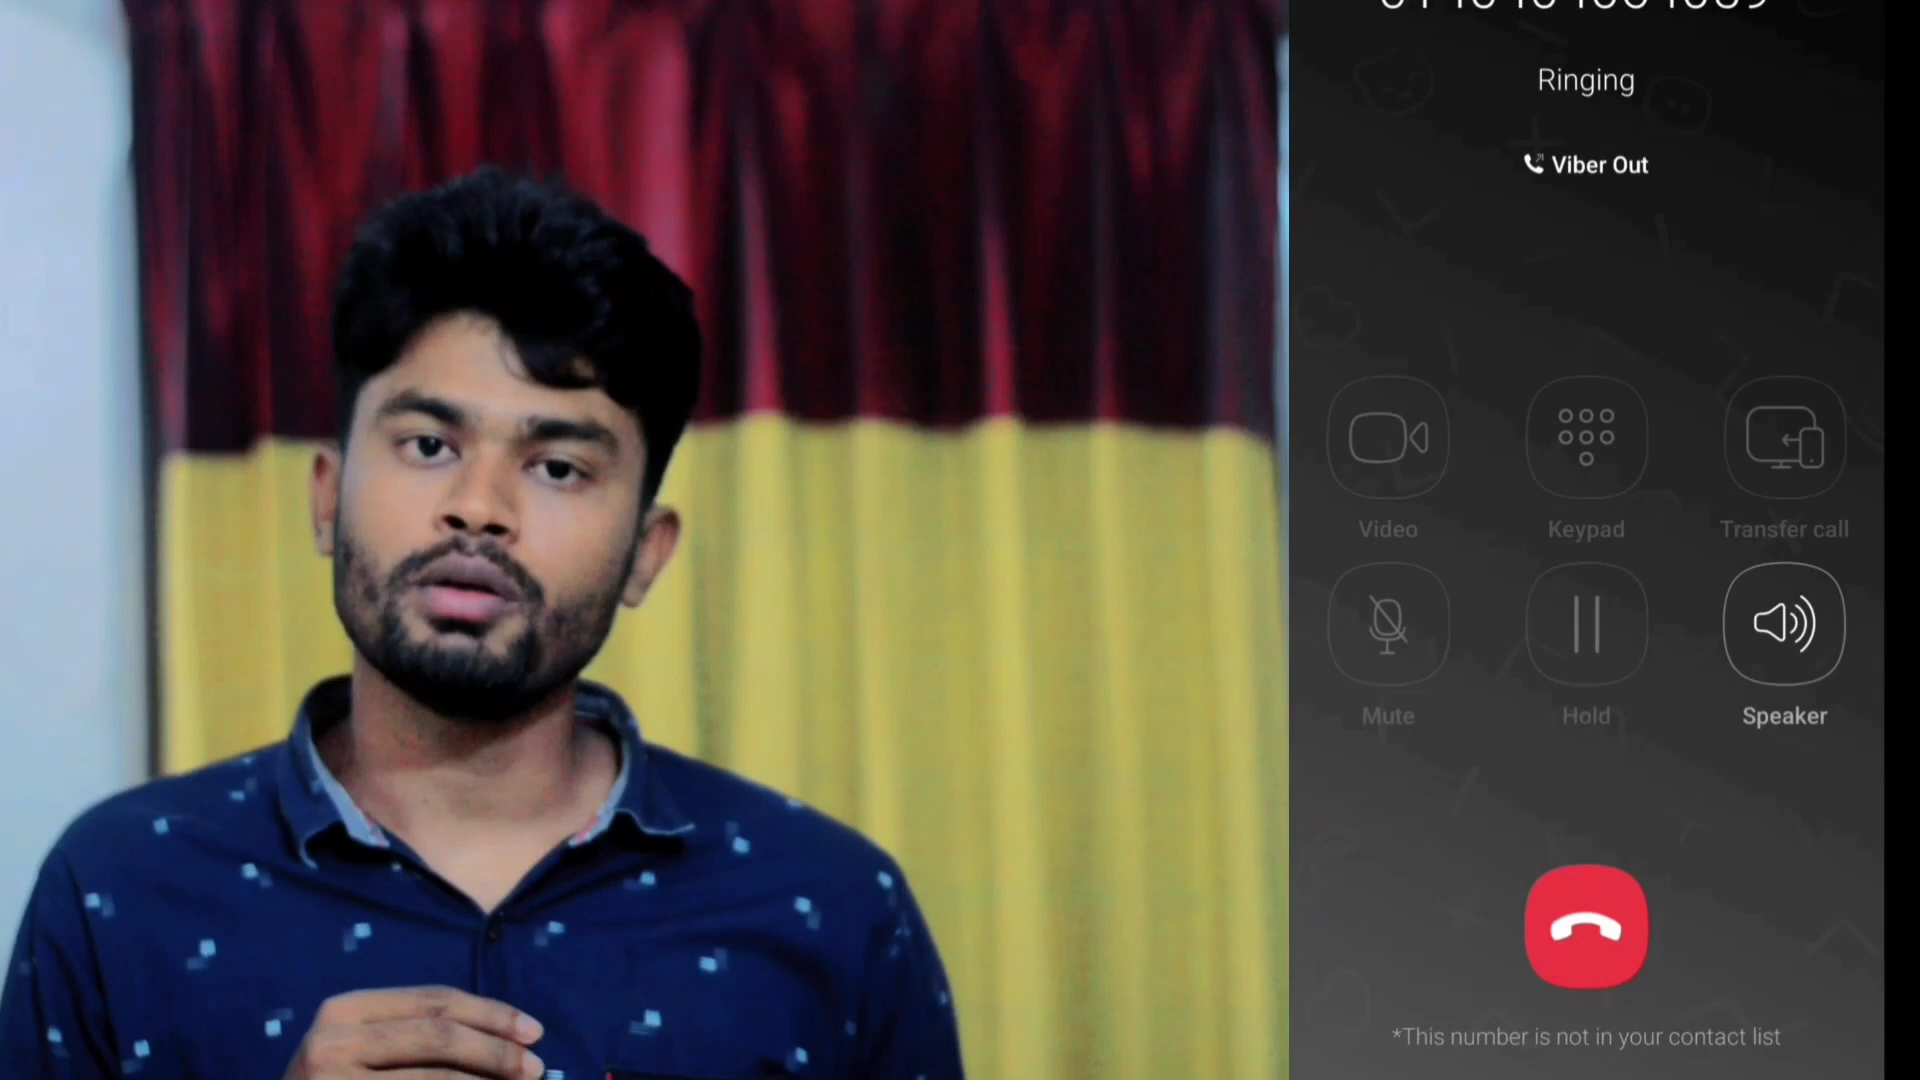 Ringing
Viber Out
Video
Keypad
Transfer call
Mute
Hold
Speaker
*This number is not in your contact list